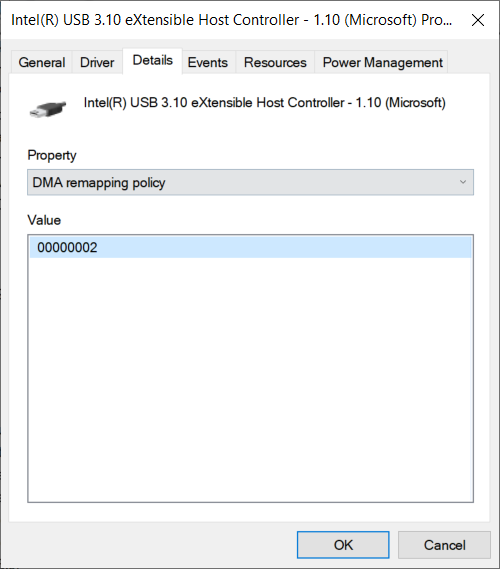 Intel(R) USB 3.10 eXtensible Host Controller - 1.10 (Microsoft) Pro...
General Driver Details Events Resources Power Management
Intel(R) USB 3.10 eXtensible Host Controller - 1.10 (Microsoft)
Property
DMA remapping policy
Value
00000002
OK Cancel